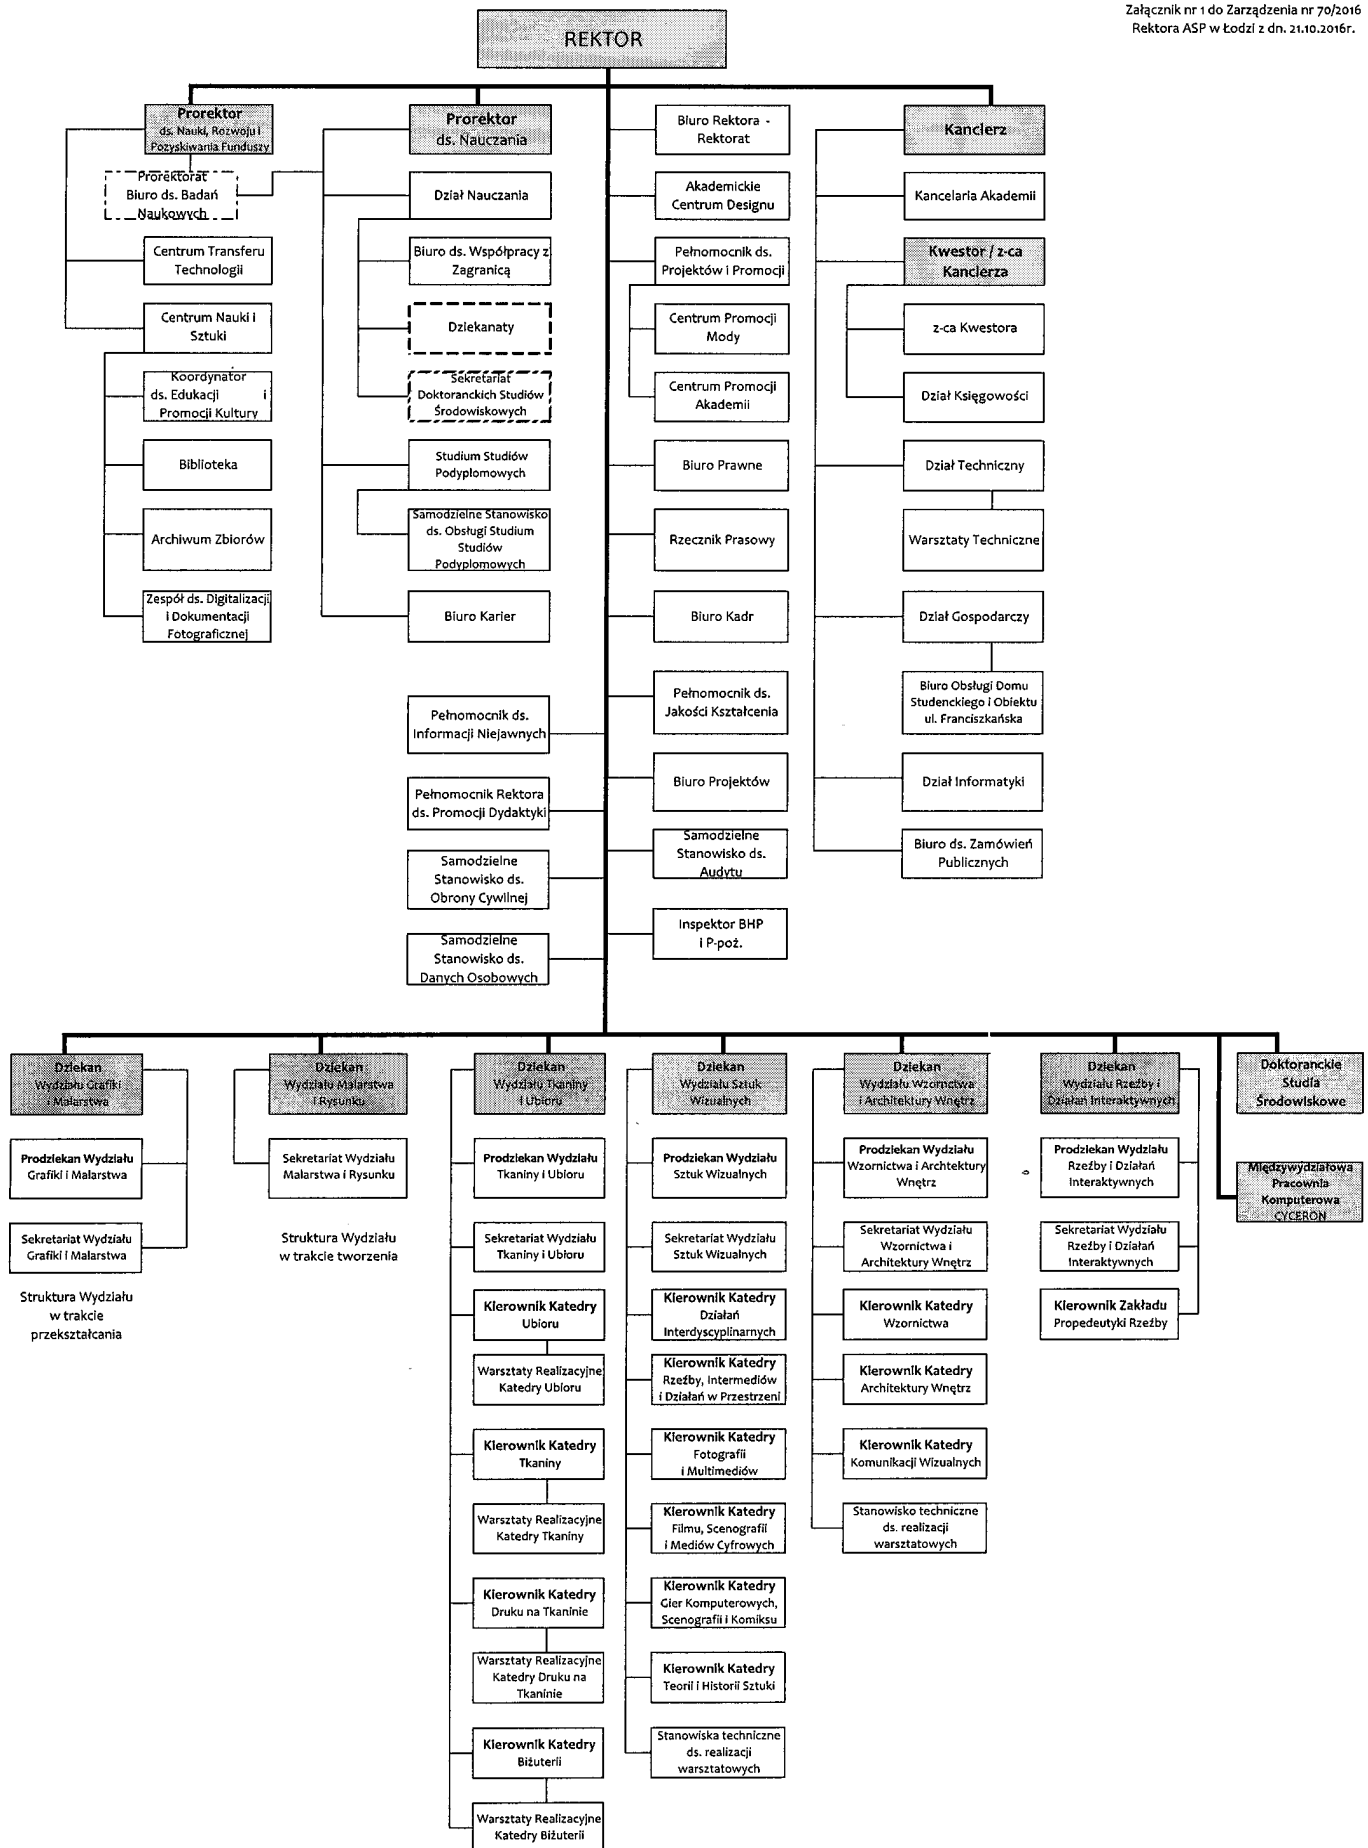 Załącznik nr 1 do Zarządzenia nr 70/2016
Rektora ASP w Łodzi z dn. 21.10.2016r.
REKTOR
Prorektor
ds. Nauki, Rozwoju i
Pozyskiwania Funduszy
Prorektorat
Biuro ds. Badań
Naukowych
Centrum Transferu
Technologii
Centrum Nauki i
Sztuki
Koordynator
ds. Edukacji i
Promocji Kultury
Biblioteka
Archiwum Zbiorów
Zespół ds. Digitalizacji
i Dokumentacji
Fotograficznej
Prorektor
ds. Nauczania
Dział Nauczania
Biuro ds. Współpracy z
Zagranicą
Dziekanaty
Sekretariat
Doktoranckich Studiów
Środowiskowych
Studium Studiów
Podyplomowych
Samodzielne Stanowisko
ds. Obsługi Studium
Studiów
Podyplomowych
Biuro Karier
Pełnomocnik ds.
Informacji Niejawnych
Pełnomocnik Rektora
ds. Promocji Dydaktyki
Samodzielne
Stanowisko ds.
Obrony Cywilnej
Samodzielne
Stanowisko ds.
Danych Osobowych
Biuro Rektora -
Rektorat
Akademickie
Centrum Designu
Pełnomocnik ds.
Projektów i Promocji
Centrum Promocji
Mody
Centrum Promocji
Akademii
Biuro Prawne
Rzecznik Prasowy
Biuro Kadr
Pełnomocnik ds.
Jakości Kształcenia
Biuro Projektów
Samodzielne
Stanowisko ds.
Audytu
Inspektor BHP
i P-poż.
Kanclerz
Kancelaria Akademii
Kwestor / z-ca
Kanclerza
z-ca Kwestora
Dział Księgowości
Dział Techniczny
Warsztaty Techniczne
Dział Gospodarczy
Biuro Obsługi Domu
Studenckiego i Obiektu
ul. Franciszkańska
Dział Informatyki
Biuro ds. Zamówień
Publicznych
Dziekan
Wydziału Grafiki
i Malarstwa
Prodziekan Wydziału
Grafiki i Malarstwa
Sekretariat Wydziału
Grafiki i Malarstwa
Struktura Wydziału
w trakcie
przekształcania
Dziekan
Wydziału Malarstwa
i Rysunku
Sekretariat Wydziału
Malarstwa i Rysunku
Struktura Wydziału
w trakcie tworzenia
Dziekan
Wydziału Tkaniny
i Ubioru
Prodziekan Wydziału
Tkaniny i Ubioru
Sekretariat Wydziału
Tkaniny i Ubioru
Kierownik Katedry
Ubioru
Warsztaty Realizacyjne
Katedry Ubioru
Kierownik Katedry
Tkaniny
Warsztaty Realizacyjne
Katedry Tkaniny
Kierownik Katedry
Druku na Tkaninie
Warsztaty Realizacyjne
Katedry Druku na
Tkaninie
Kierownik Katedry
Biżuterii
Warsztaty Realizacyjne
Katedry Biżuterii
Dziekan
Wydziału Sztuk
Wizualnych
Prodziekan Wydziału
Sztuk Wizualnych
Sekretariat Wydziału
Sztuk Wizualnych
Kierownik Katedry
Działań
Interdyscyplinarnych
Kierownik Katedry
Rzeźby, Intermediów
i Działań w Przestrzeni
Kierownik Katedry
Fotografii
i Multimediów
Kierownik Katedry
Filmu, Scenografii
i Mediów Cyfrowych
Kierownik Katedry
Gier Komputerowych,
Scenografii i Komiksu
Kierownik Katedry
Teorii i Historii Sztuki
Stanowiska techniczne
ds. realizacji
warsztatowych
Dziekan
Wydziału Wzornictwa
i Architektury Wnętrz
Prodziekan Wydziału
Wzornictwa i Archtektury
Wnętrz
Sekretariat Wydziału
Wzornictwa i
Architektury Wnętrz
Kierownik Katedry
Wzornictwa
Kierownik Katedry
Architektury Wnętrz
Kierownik Katedry
Komunikacji Wizualnych
Stanowisko techniczne
ds. realizacji
warsztatowych
Dziekan
Wydziału Rzeźby i
Działań Interaktywnych
Prodziekan Wydziału
Rzeźby i Działań
Interaktywnych
Sekretariat Wydziału
Rzeźby i Działań
Interaktywnych
Kierownik Zakładu
Propedeutyki Rzeźby
Doktoranckie
Studia
Środowiskowe
Międzywydziałowa
Pracownia
Komputerowa
CYCERON